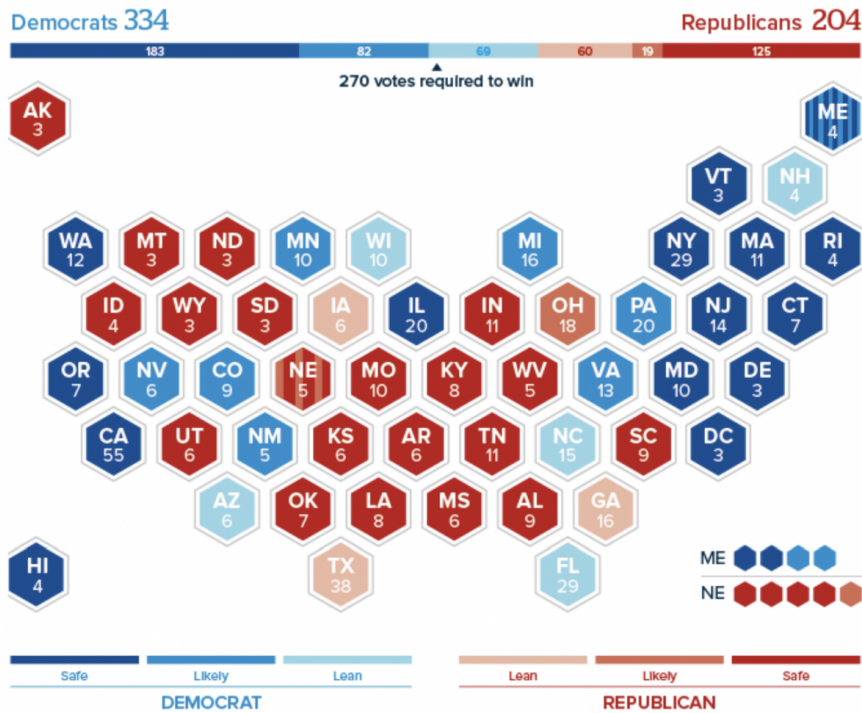 Democrats 334
Republicans 204
183 82 69 60 19 125
270 votes required to win
AK
3
ME
4
VT
3
NH
4
WA
12
MT
3
ND
3
MN
10
WI
10
MI
16
NY
29
MA
11
RI
4
ID
4
WY
3
SD
3
IA
6
IL
20
IN
11
OH
18
PA
20
NJ
14
CT
7
OR
7
NV
6
CO
9
NE
5
MO
10
KY
8
WV
5
VA
13
MD
10
DE
3
CA
55
UT
6
NM
5
KS
6
AR
6
TN
11
NC
15
SC
9
DC
3
AZ
6
OK
7
LA
8
MS
6
AL
9
GA
16
HI
4
TX
38
FL
29
ME
NE
Safe Likely Lean
DEMOCRAT
Lean Likely Safe
REPUBLICAN